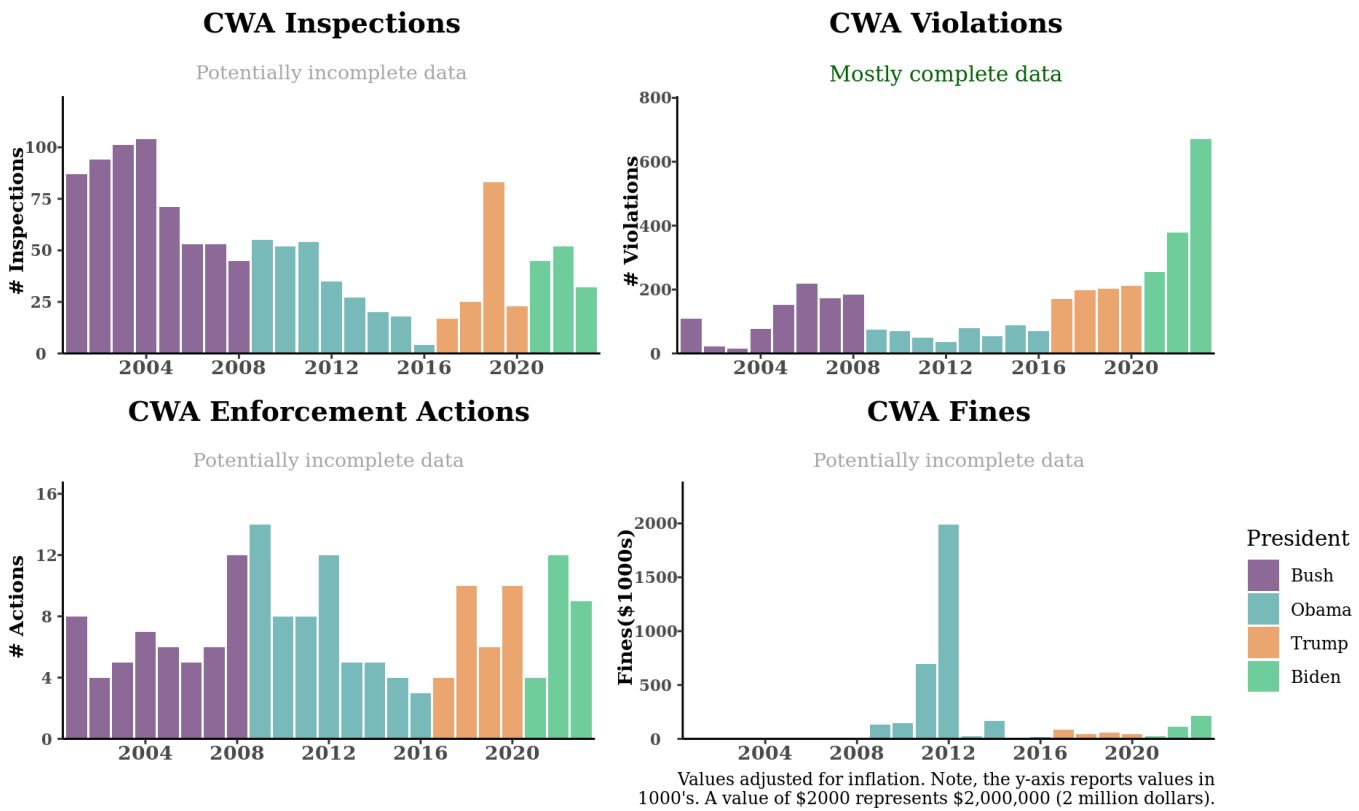 CWA Inspections
Potentially incomplete data
# Inspections
100
75
50
25
0
2004 2008 2012 2016 2020
CWA Violations
Mostly complete data
# Violations
800
600
400
200
0
2004 2008 2012 2016 2020
CWA Enforcement Actions
Potentially incomplete data
# Actions
16
12
8
4
0
2004 2008 2012 2016 2020
CWA Fines
Potentially incomplete data
Fines($1000s)
2000
1500
1000
500
0
2004 2008 2012 2016 2020
President
Bush
Obama
Trump
Biden
Values adjusted for inflation. Note, the y-axis reports values in
1000's. A value of $2000 represents $2,000,000 (2 million dollars).